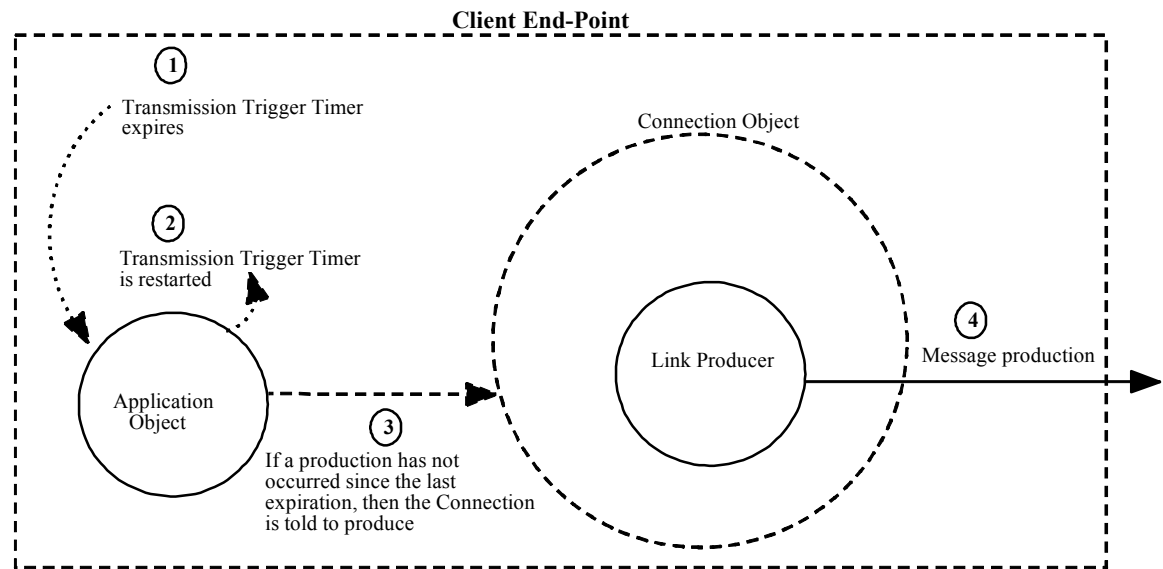 Client End-Point
1
Transmission Trigger Timer
expires
Connection Object
2
Transmission Trigger Timer
is restarted
4
Message production
Link Producer
Application
Object
3
If a production has not
occurred since the last
expiration, then the Connection
is told to produce